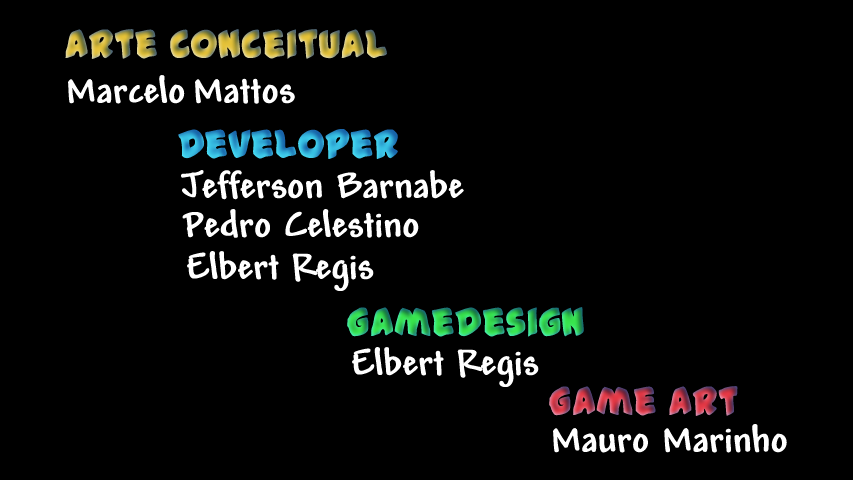 ARTE CONCEITUAL
Marcelo Mattos
DEVELOPER
Jefferson Barnabe
Pedro Celestino
Elbert Regis
GAMEDESIGN
Elbert Regis
GAME ART
Mauro Marinho